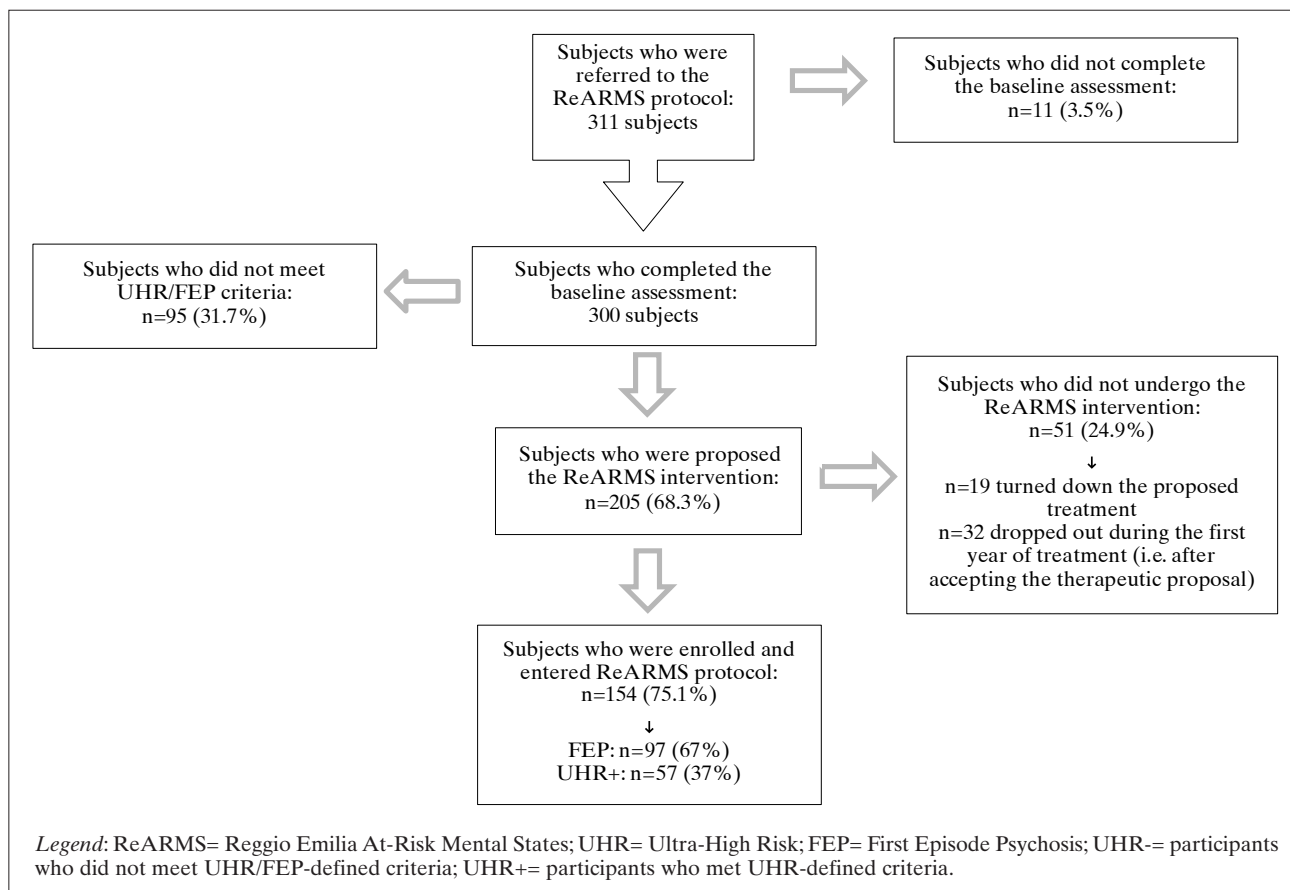 Subjects who were
referred to the
ReARMS protocol:
311 subjects
Subjects who did not complete
the baseline assessment:
n=11 (3.5%)
Subjects who did not meet
UHR/FEP criteria:
n=95 (31.7%)
Subjects who completed the
baseline assessment:
300 subjects
Subjects who were proposed
the ReARMS intervention:
n=205 (68.3%)
Subjects who did not undergo the
ReARMS intervention:
n=51 (24.9%)
↓
n=19 turned down the proposed
treatment
n=32 dropped out during the first
year of treatment (i.e. after
accepting the therapeutic proposal)
Subjects who were enrolled and
entered ReARMS protocol:
n=154 (75.1%)
↓
FEP: n=97 (67%)
UHR+: n=57 (37%)
Legend: ReARMS= Reggio Emilia At-Risk Mental States; UHR= Ultra-High Risk; FEP= First Episode Psychosis; UHR-= participants
who did not meet UHR/FEP-defined criteria; UHR+= participants who met UHR-defined criteria.